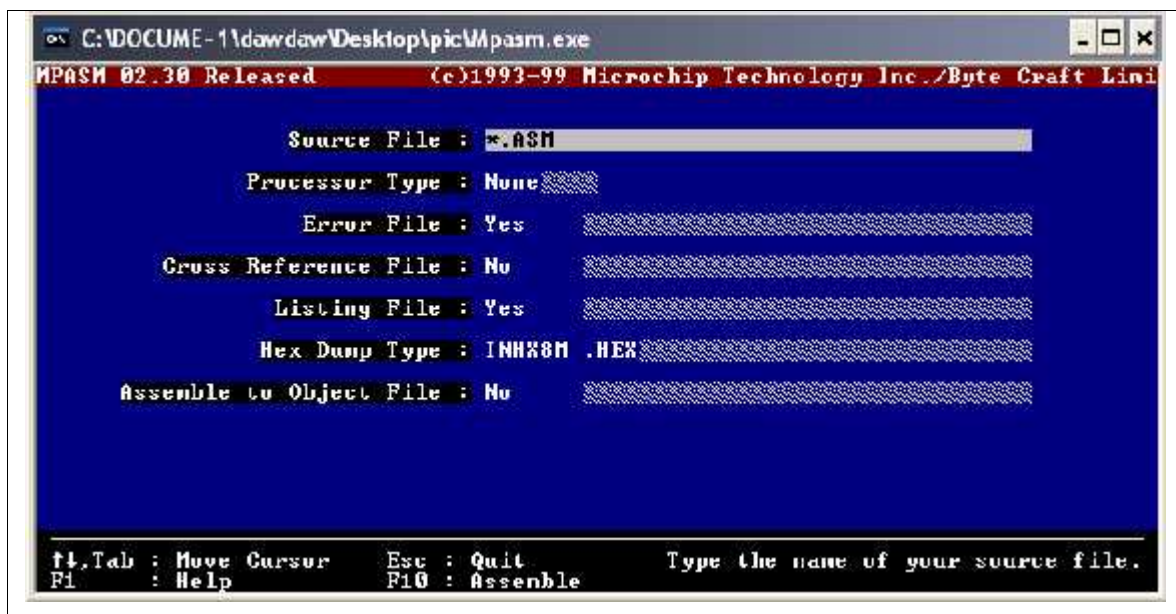 C:\DOCUME~1\dawdaw\Desktop\pic\Mpasm.exe
MPASM 02.30 Released (c)1993-99 Microchip Technology Inc./Byte Craft Limi
Source File : *.ASM
Processor Type : None
Error File : Yes
Cross Reference File : No
Listing File : Yes
Hex Dump Type : INHX8M .HEX
Assemble to Object File : No
↑↓,Tab : Move Cursor Esc : Quit Type the name of your source file.
F1 : Help F10 : Assemble